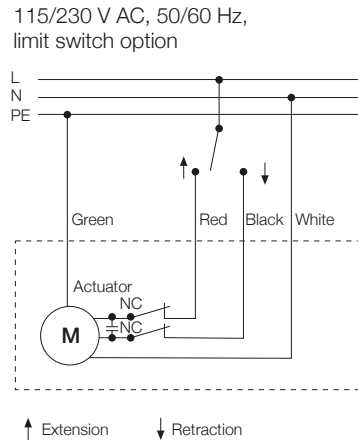 115/230 V AC, 50/60 Hz,
limit switch option
L
N
PE
Green
Red
Black
White
Actuator
NC
NC
M
Extension
Retraction